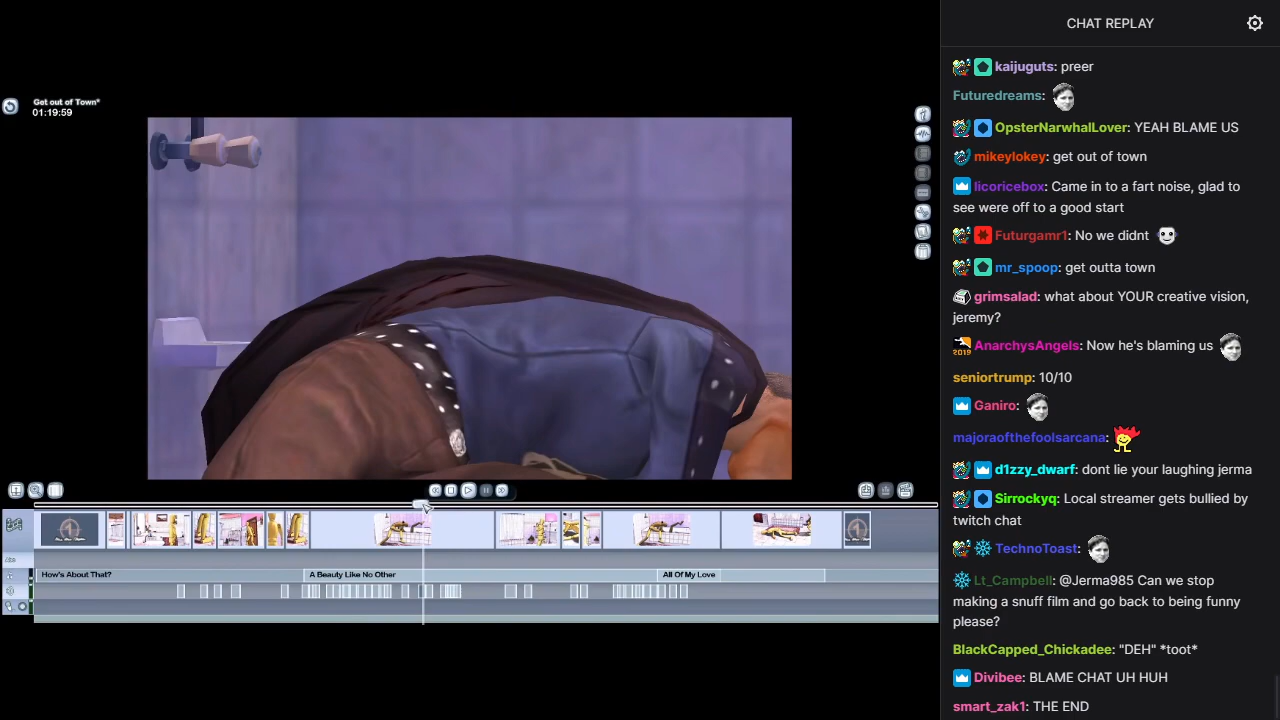 CHAT REPLAY
Get out of Town*
01:19:59
How's About That?
A Beauty Like No Other
All Of My Love
kaijuguts: preer
Futuredreams:
OpsterNarwhalLover: YEAH BLAME US
mikeylokey: get out of town
licoricebox: Came in to a fart noise, glad to
see were off to a good start
Futurgamr1: No we didnt
mr_spoop: get outta town
grimsalad: what about YOUR creative vision,
jeremy?
2019
AnarchysAngels: Now he's blaming us
seniortrump: 10/10
Ganiro:
majoraofthefoolsarcana:
d1zzy_dwarf: dont lie your laughing jerma
Sirrockyq: Local streamer gets bullied by
twitch chat
TechnoToast:
Lt_Campbell: @Jerma985 Can we stop
making a snuff film and go back to being funny
please?
BlackCapped_Chickadee: "DEH" *toot*
Divibee: BLAME CHAT UH HUH
smart_zak1: THE END